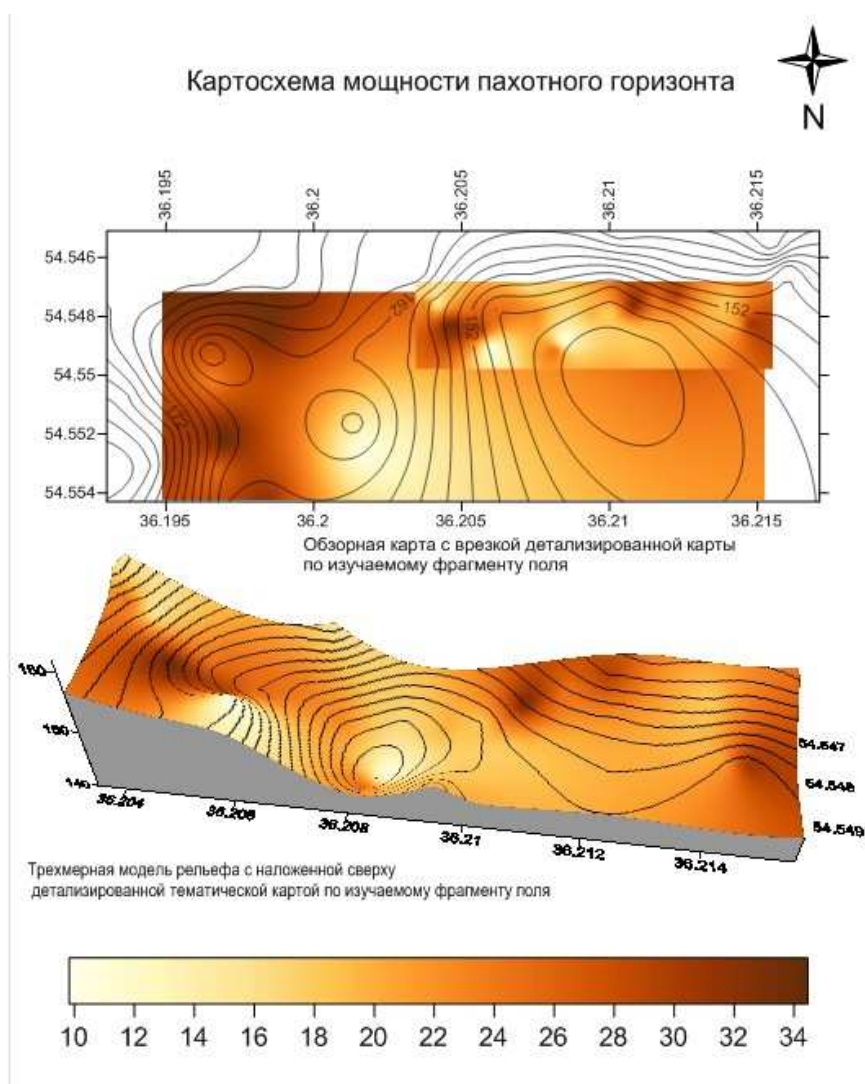 Картосхема мощности пахотного горизонта
N
36.195 36.2 36.205 36.21 36.215
54.546
54.548
54.55
54.552
54.554
162 152 152
36.195 36.2 36.205 36.21 36.215
Обзорная карта с врезкой детализированной карты
по изучаемому фрагменту поля
160
54.547
54.548
54.549
36.204 36.206 36.208 36.21 36.212 36.214
Трехмерная модель рельефа с наложенной сверху
детализированной тематической картой по изучаемому фрагменту поля
10 12 14 16 18 20 22 24 26 28 30 32 34